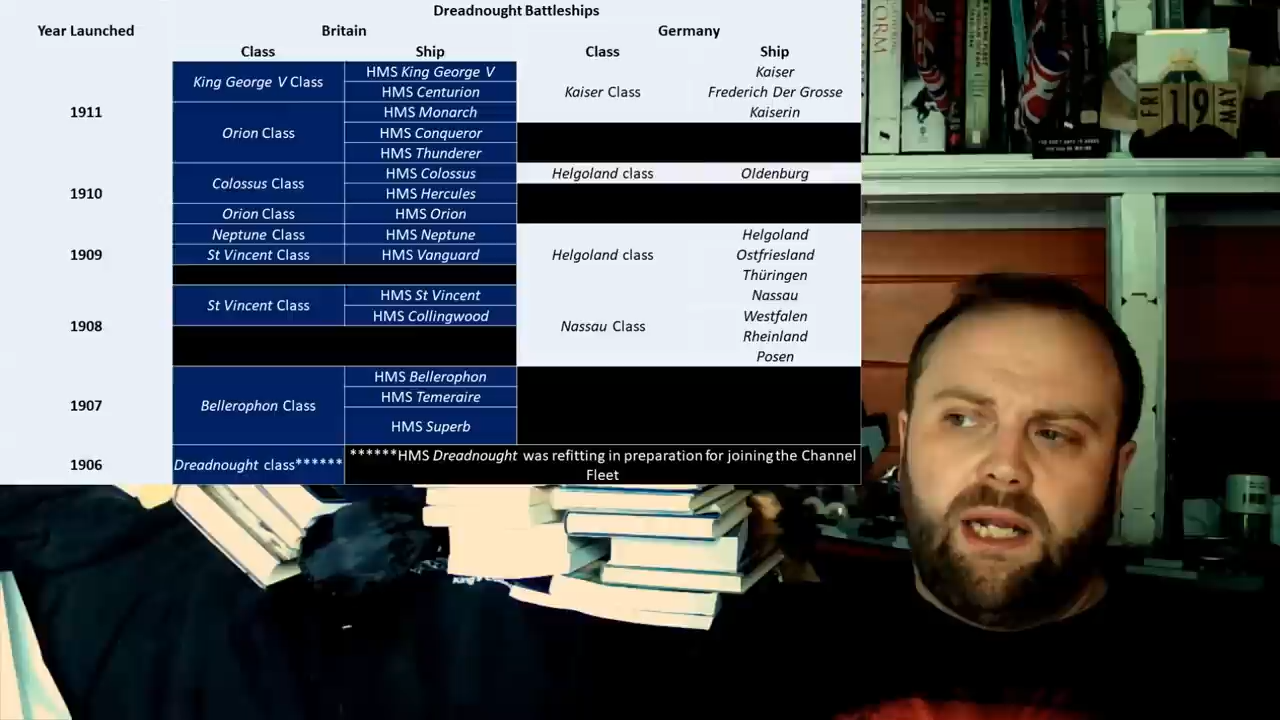 Dreadnought Battleships
Year Launched Britain Germany
Class Ship Class Ship
1911 King George V Class HMS King George V Kaiser Class Kaiser
HMS Centurion Frederich Der Grosse
Orion Class HMS Monarch Kaiserin
HMS Conqueror
HMS Thunderer
1910 Colossus Class HMS Colossus Helgoland class Oldenburg
HMS Hercules
Orion Class HMS Orion
1909 Neptune Class HMS Neptune Helgoland class Helgoland
St Vincent Class HMS Vanguard Ostfriesland
Thüringen
1908 St Vincent Class HMS St Vincent Nassau Class Nassau
HMS Collingwood Westfalen
Rheinland
Posen
1907 Bellerophon Class HMS Bellerophon
HMS Temeraire
HMS Superb
1906 Dreadnought class****** ******HMS Dreadnought was refitting in preparation for joining the Channel
Fleet
FRI 19 MAY